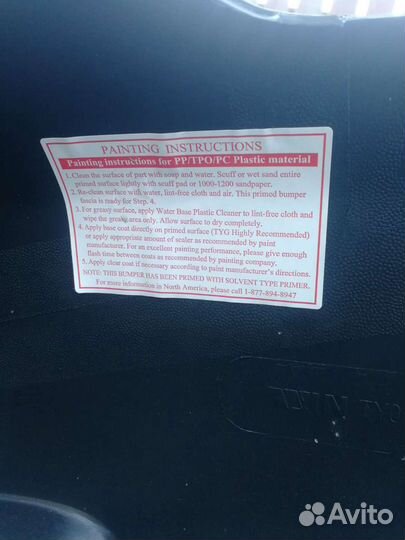 PAINTING INSTRUCTIONS
Painting instructions for PP/TPO/PC Plastic material
1. Clean the surface of part with soap and water. Scuff or wet sand entire
primed surface lightly with scuff pad or 1000-1200 sandpaper.
2. Re-clean surface with water, lint-free cloth and air. This primed bumper
fascia is ready for Step. 4.
3. For greasy surface, apply Water Base Plastic Cleaner to lint-free cloth and
wipe the grease area only. Allow surface to dry completely.
4. Apply base coat directly on primed surface (TYG Highly Recommended)
or apply appropriate amount of sealer as recommended by paint
manufacturer. For an excellent painting performance, please give enough
flash time between coats as recommended by painting company.
5. Apply clear coat if necessary according to paint manufacturer's directions.
NOTE: THIS BUMPER HAS BEEN PRIMED WITH SOLVENT TYPE PRIMER.
For more information in North America, please call 1-877-894-8947
Avito